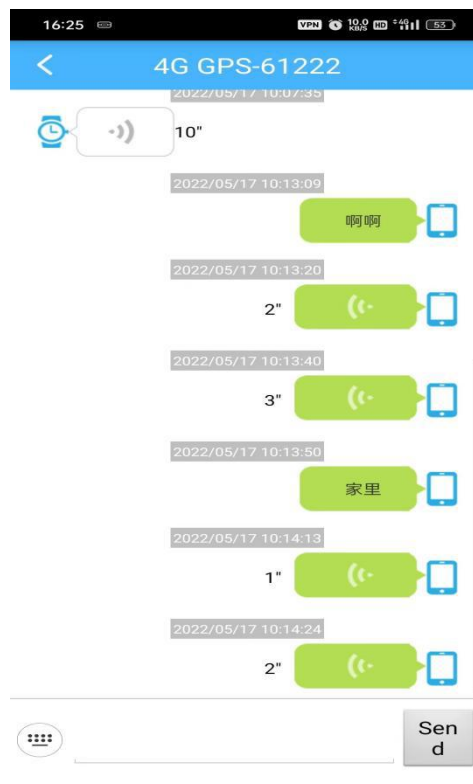 16:25
VPN 10.0 KB/S HD 4G 53
4G GPS-61222
2022/05/17 10:07:35
10"
2022/05/17 10:13:09
啊啊
2022/05/17 10:13:20
2"
2022/05/17 10:13:40
3"
2022/05/17 10:13:50
家里
2022/05/17 10:14:13
1"
2022/05/17 10:14:24
2"
Sen
d